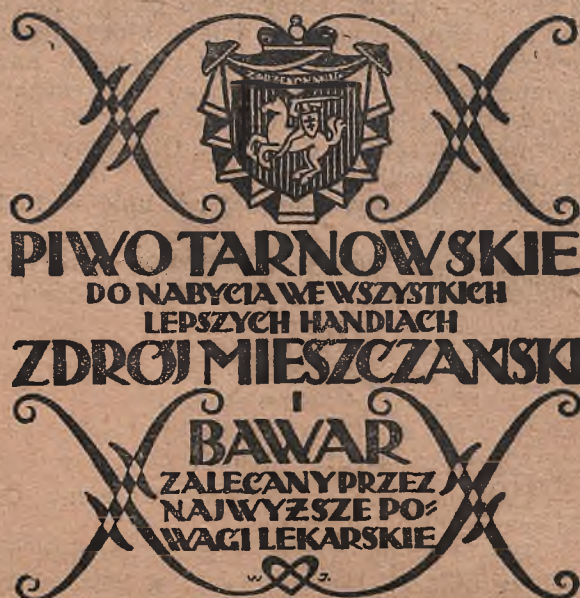 PIWO TARNOWSKIE
DO NABYCIA WE WSZYSTKICH
LEPSZYCH HANDLACH
ZDRÓJ MIESZCZAŃSKI
I
BAWAR
ZALECANY PRZEZ
NAJWYŻSZE PO=
WAGI LEKARSKIE
W J.